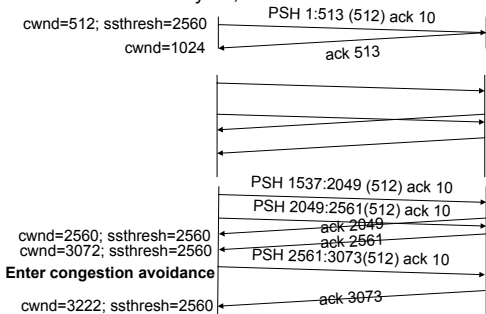 cwnd=512; ssthresh=2560
PSH 1:513 (512) ack 10
cwnd=1024
ack 513
PSH 1537:2049 (512) ack 10
PSH 2049:2561(512) ack 10
ack 2049
cwnd=2560; ssthresh=2560
ack 2561
cwnd=3072; ssthresh=2560
PSH 2561:3073(512) ack 10
Enter congestion avoidance
ack 3073
cwnd=3222; ssthresh=2560